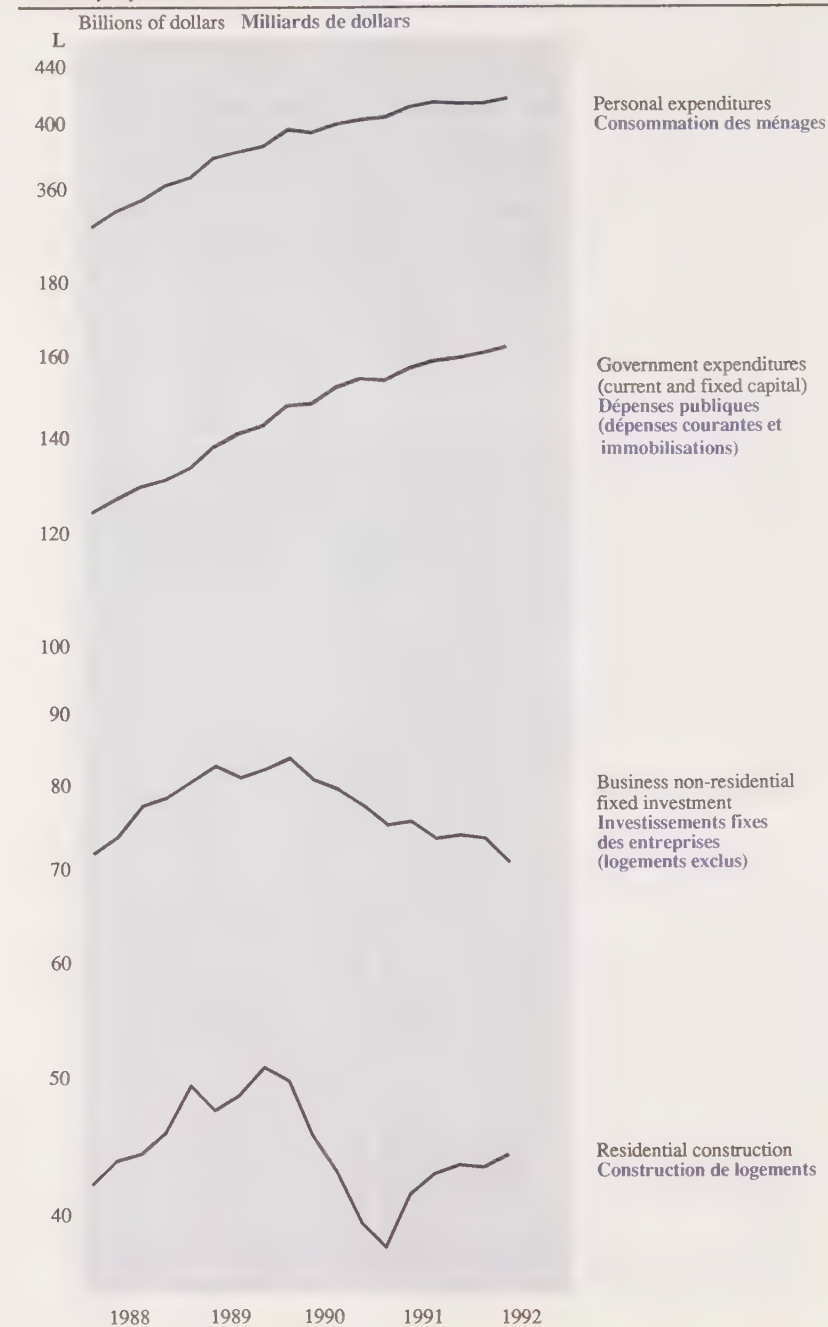 Billions of dollars Milliards de dollars
L
440
400
360
180
160
140
120
100
90
80
70
60
50
40
Personal expenditures
Consommation des ménages
Government expenditures
(current and fixed capital)
Dépenses publiques
(dépenses courantes et
immobilisations)
Business non-residential
fixed investment
Investissements fixes
des entreprises
(logements exclus)
Residential construction
Construction de logements
1988 1989 1990 1991 1992